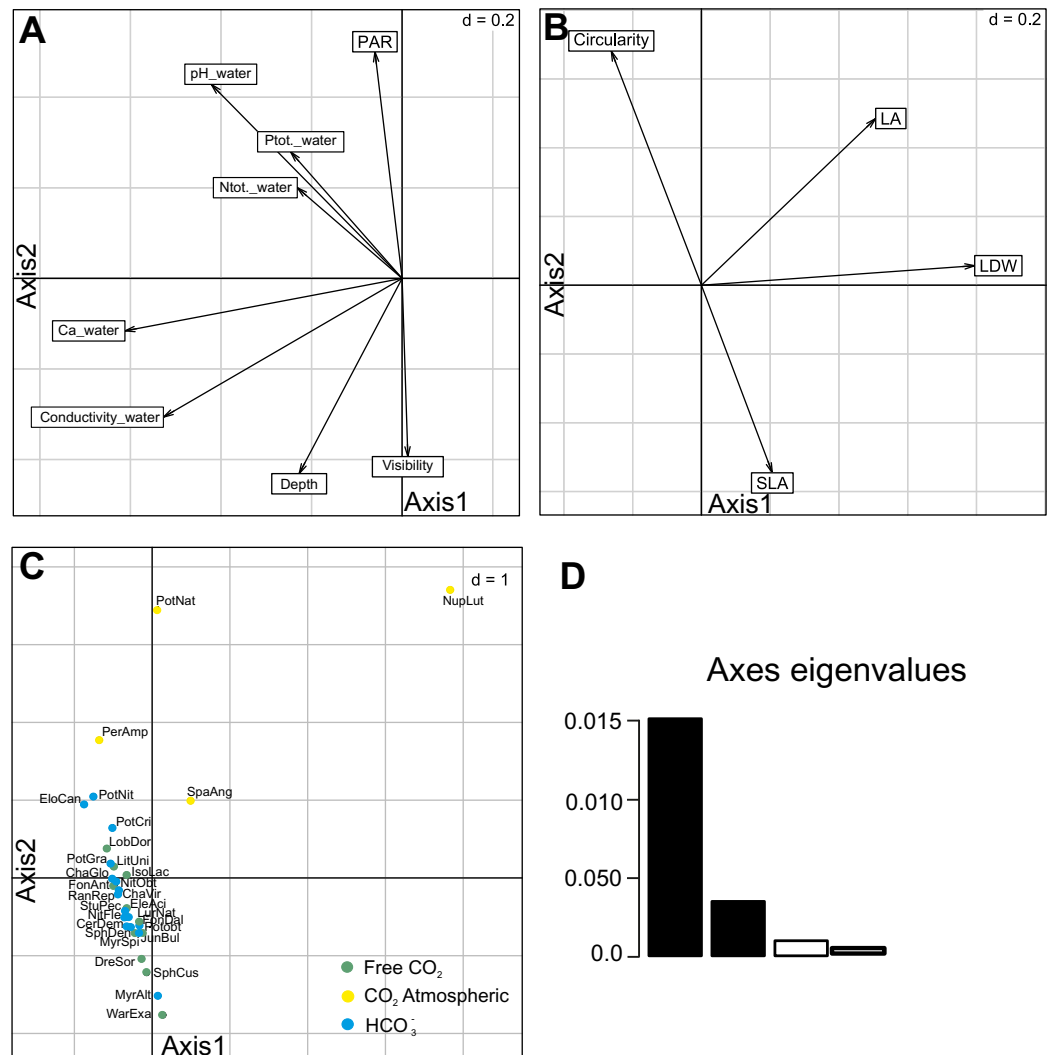 A
d = 0.2
PAR
pH_water
Ptot._water
Ntot._water
Axis2
Ca_water
Conductivity_water
Visibility
Depth
Axis1
B
d = 0.2
Circularity
LA
Axis2
LDW
SLA
Axis1
C
d = 1
PotNat
NupLut
PerAmp
EloCan
PotNit
SpaAng
PotCri
LobDor
PotGra
LitUni
IsoLac
ChaGlo
FonAnt
NitObt
RanRep
ChaVir
StuPec
EleAci
NitFle
LurNat
FonDal
CerDem
Potobt
SphDen
JunBul
MyrSpi
DreSor
SphCus
MyrAlt
WarExa
Axis2
Axis1
Free CO₂
CO₂ Atmospheric
HCO₃⁻
D
Axes eigenvalues
0.015
0.010
0.050
0.0